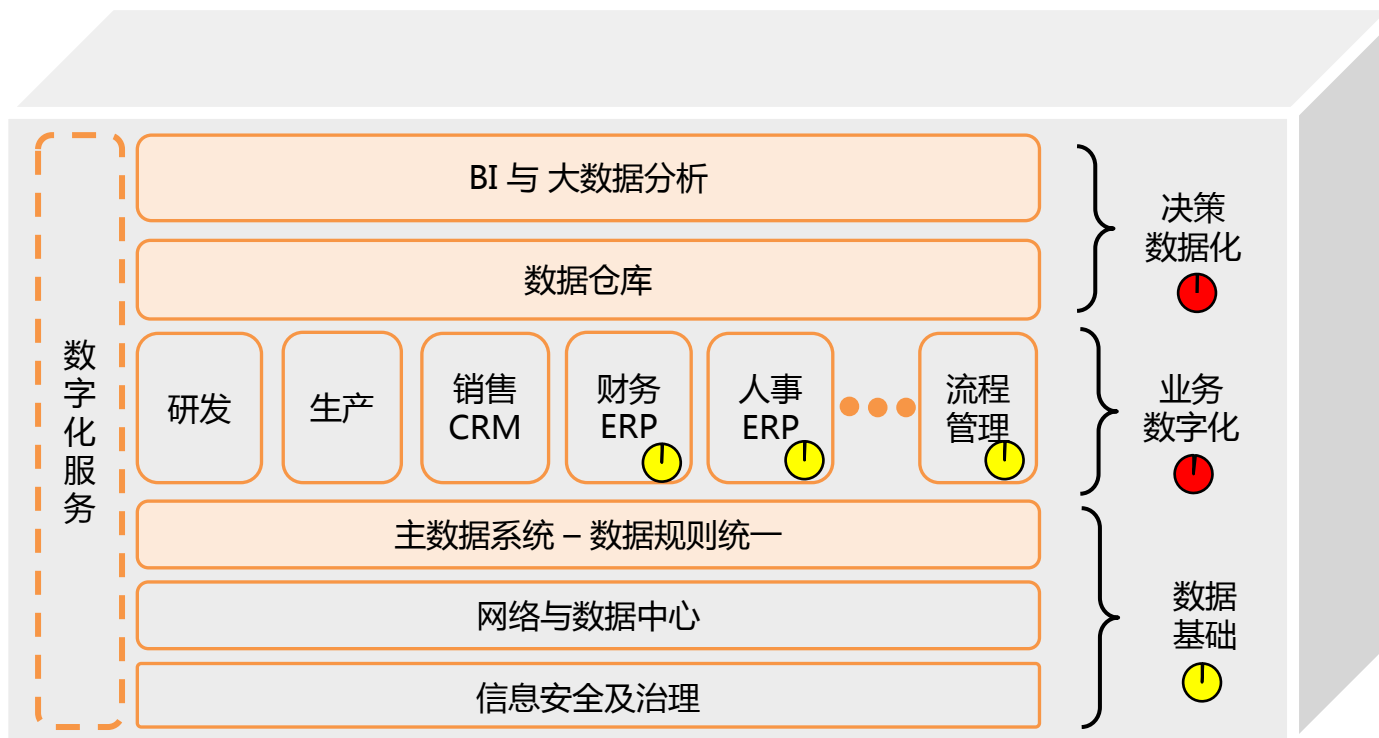 数
字
化
服
务
BI 与 大数据分析
数据仓库
决策
数据化
研发
生产
销售
CRM
财务
ERP
人事
ERP
流程
管理
业务
数字化
主数据系统 – 数据规则统一
网络与数据中心
信息安全及治理
数据
基础